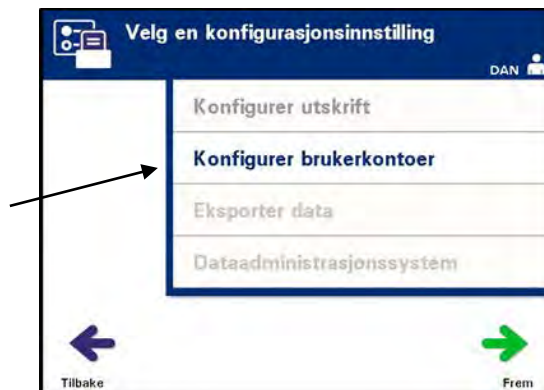 Velg en konfigurasjonsinnstilling
DAN
Konfigurer utskrift
Konfigurer brukerkontoer
Eksporter data
Dataadministrasjonssystem
Tilbake
Frem